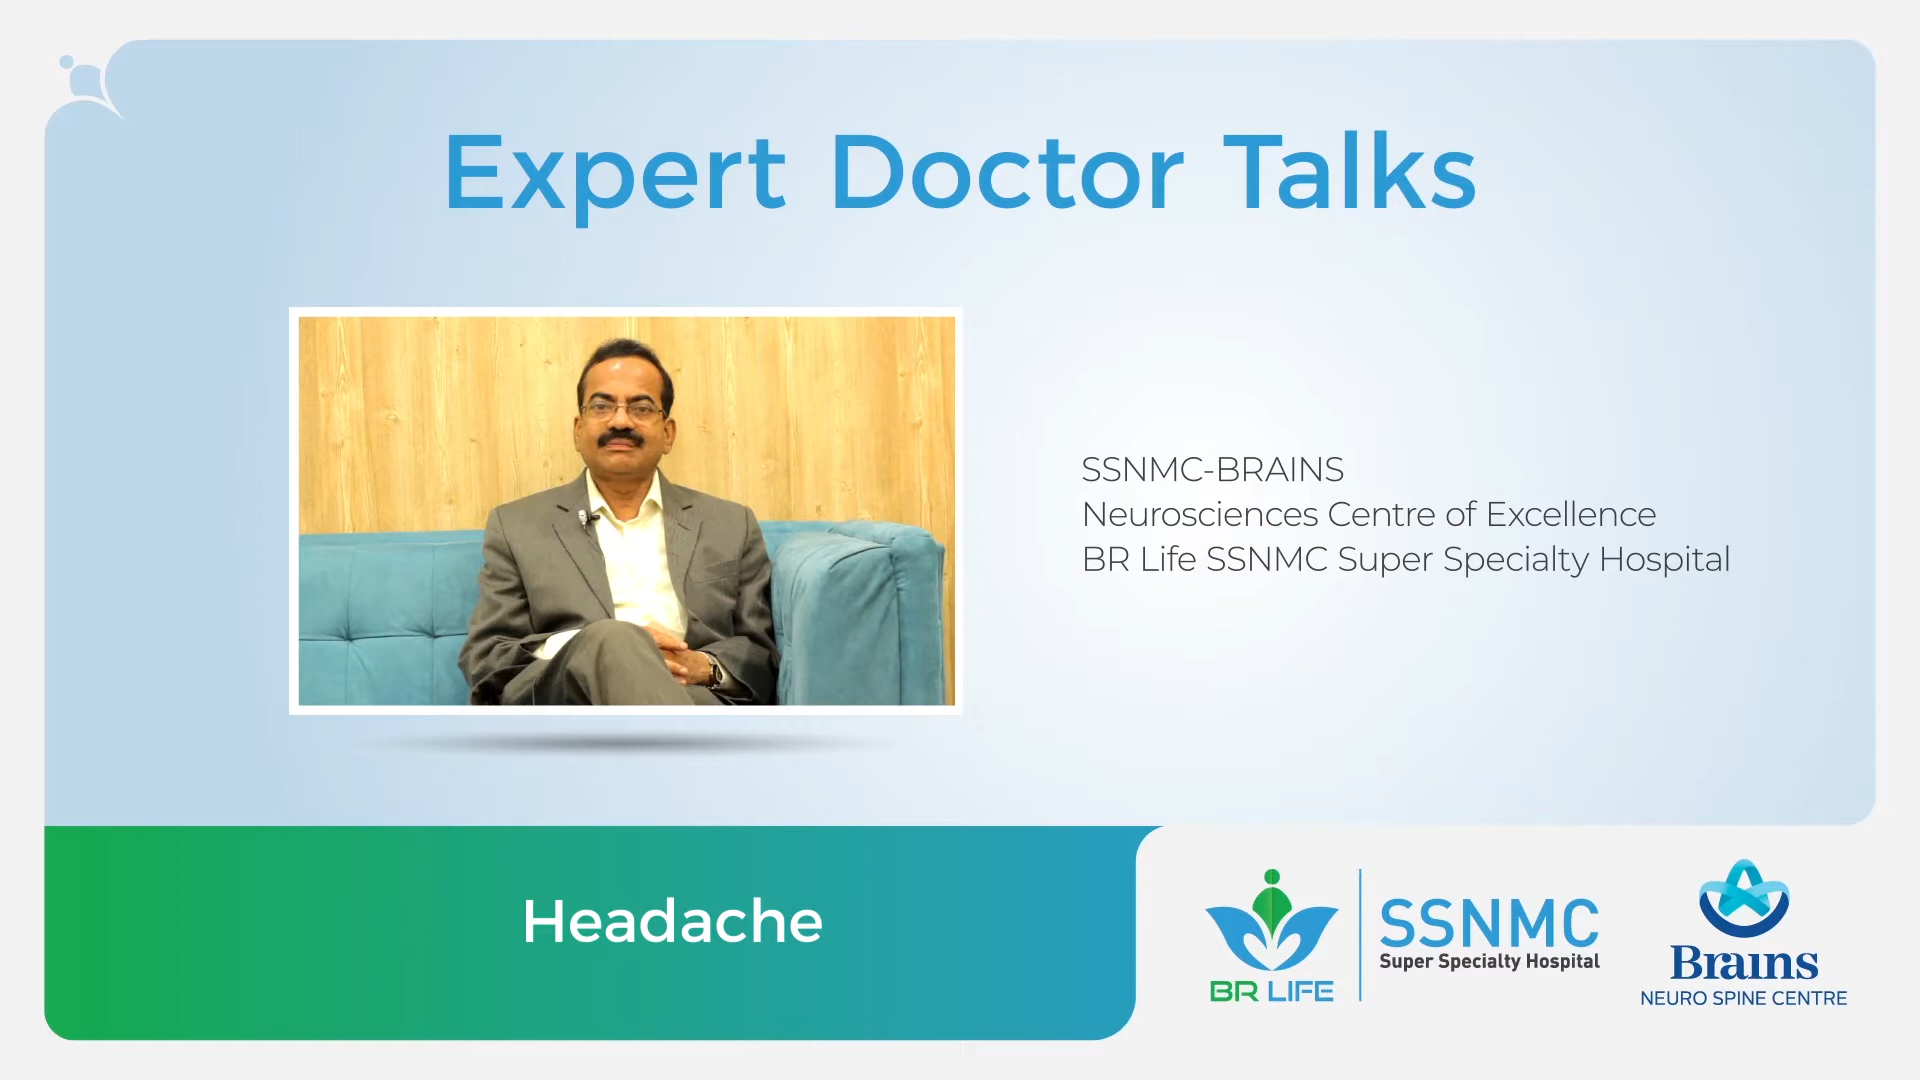 Expert Doctor Talks
SSNMC-BRAINS
Neurosciences Centre of Excellence
BR Life SSNMC Super Specialty Hospital
Headache
BR LIFE
SSNMC
Super Specialty Hospital
Brains
NEURO SPINE CENTRE